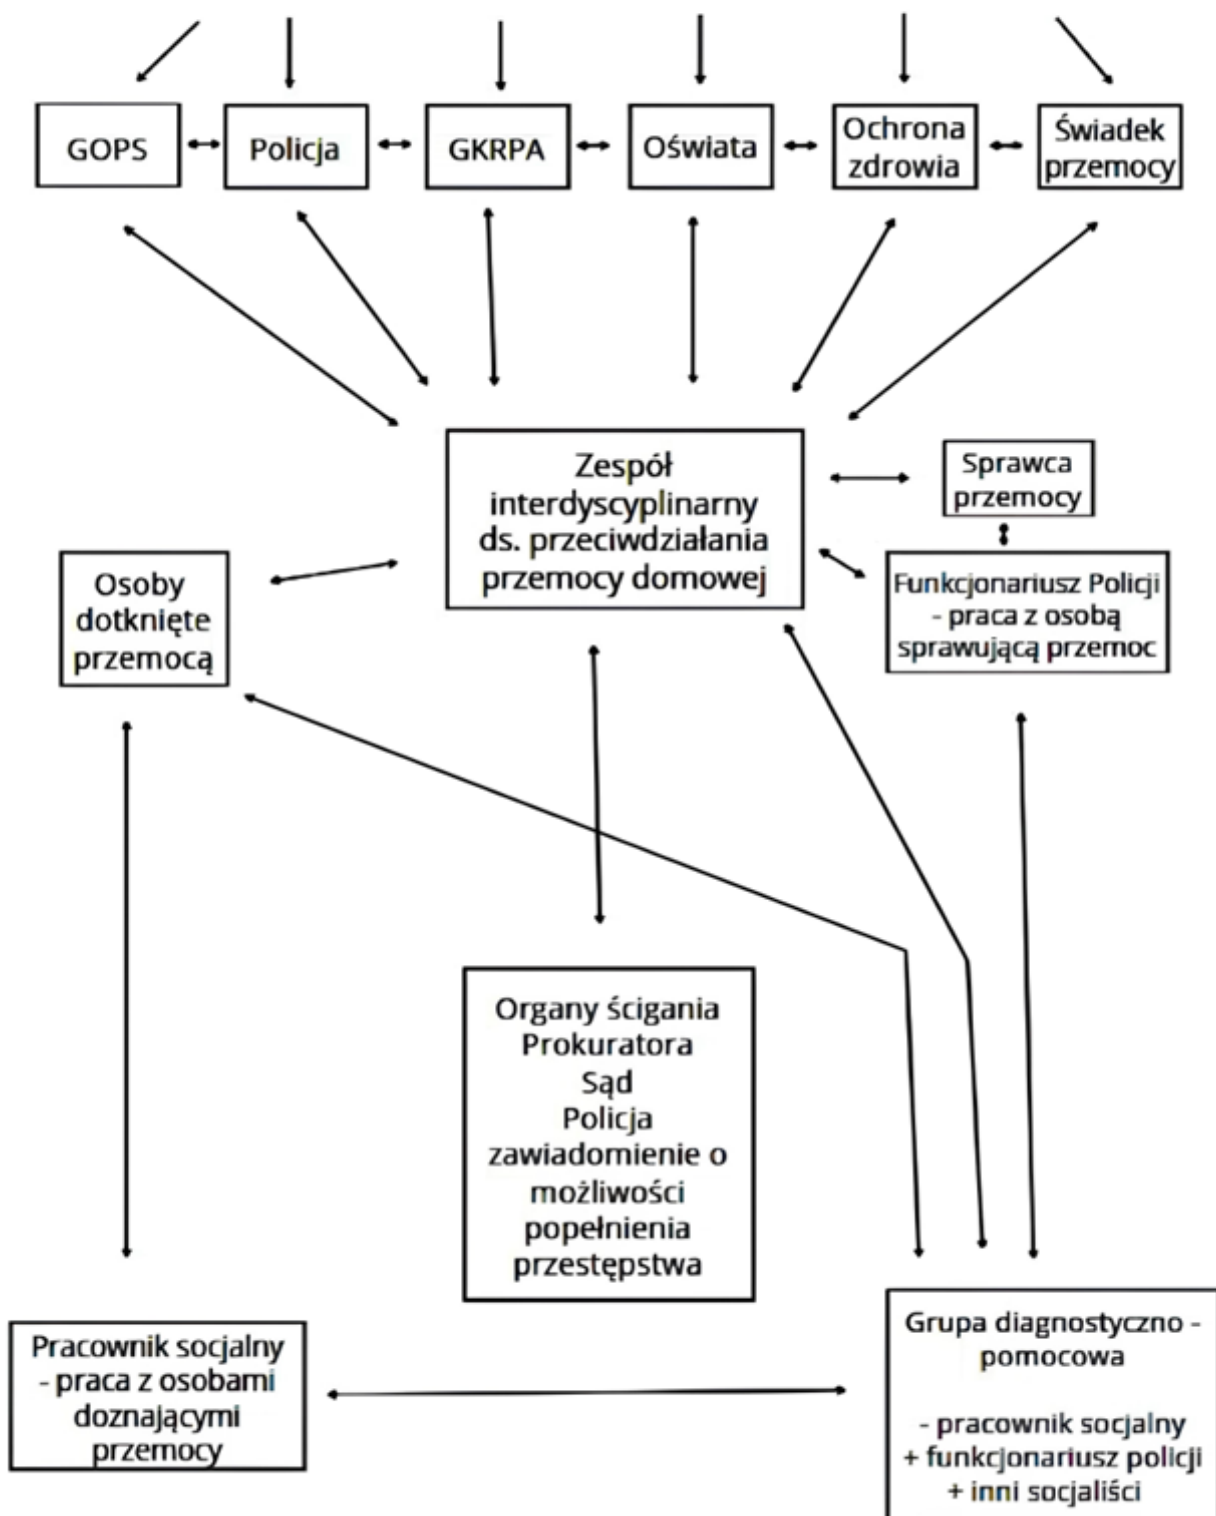 GOPS
Policja
GKRPA
Oświata
Ochrona
zdrowia
Świadek
przemocy
Zespół
interdyscyplinarny
ds. przeciwdziałania
przemocy domowej
Sprawca
przemocy
Osoby
dotknięte
przemocą
Funkcjonariusz Policji
- praca z osobą
sprawującą przemoc
Organy ścigania
Prokuratora
Sąd
Policja
zawiadomienie o
możliwości
popełnienia
przestępstwa
Pracownik socjalny
- praca z osobami
doznającymi
przemocy
Grupa diagnostyczno -
pomocowa
- pracownik socjalny
+ funkcjonariusz policji
+ inni socjaliści